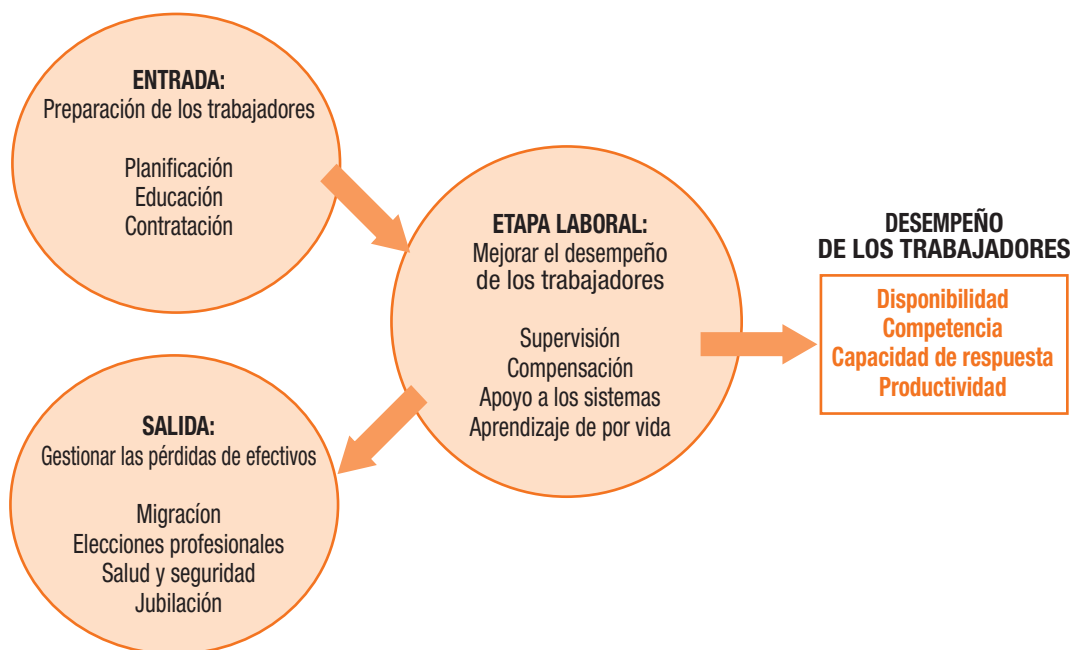 ENTRADA:
Preparación de los trabajadores
Planificación
Educación
Contratación
ETAPA LABORAL:
Mejorar el desempeño
de los trabajadores
Supervisión
Compensación
Apoyo a los sistemas
Aprendizaje de por vida
DESEMPEÑO
DE LOS TRABAJADORES
Disponibilidad
Competencia
Capacidad de respuesta
Productividad
SALIDA:
Gestionar las pérdidas de efectivos
Migracíon
Elecciones profesionales
Salud y seguridad
Jubilación